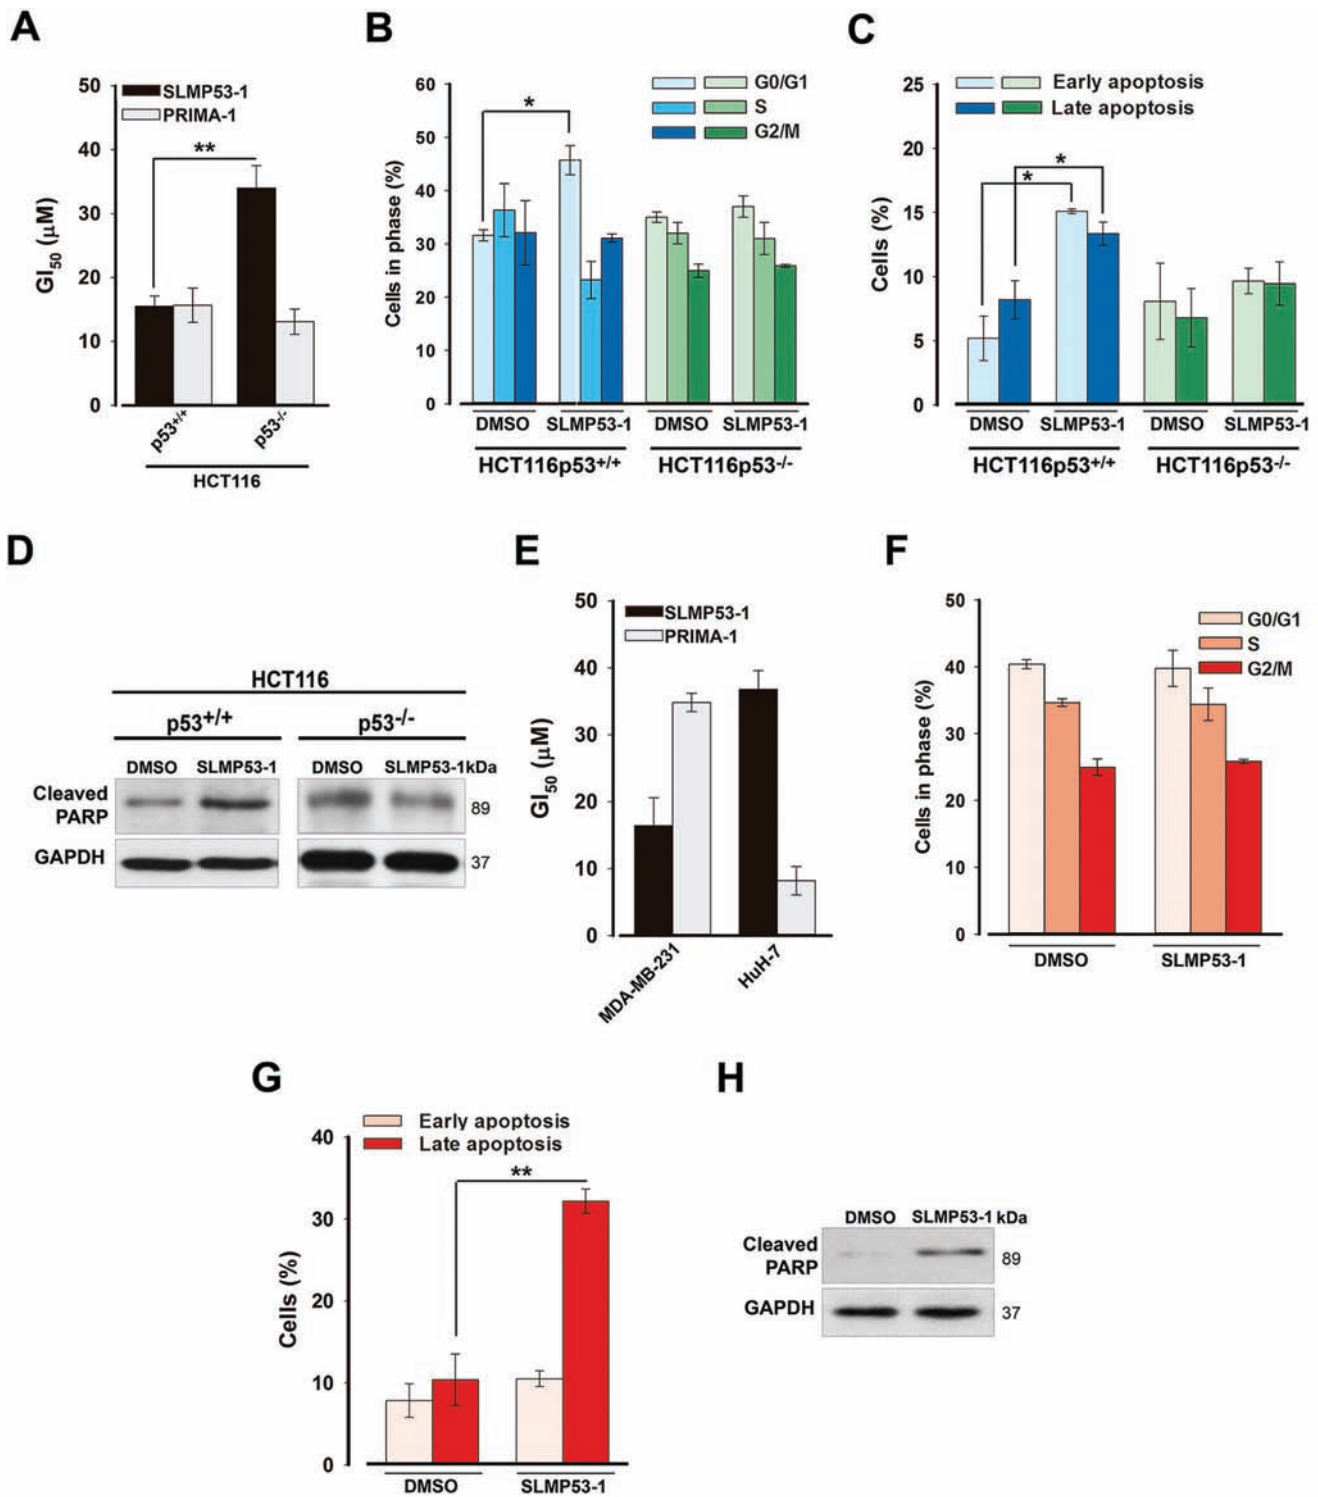 A
50
40
30
20
10
0
GI50 (µM)
SLMP53-1
PRIMA-1
**
p53+/+
p53-/-
HCT116
B
60
50
40
30
20
10
0
Cells in phase (%)
G0/G1
S
G2/M
*
DMSO SLMP53-1 DMSO SLMP53-1
HCT116p53+/+ HCT116p53-/-
C
25
20
15
10
5
0
Cells (%)
Early apoptosis
Late apoptosis
*
*
DMSO SLMP53-1 DMSO SLMP53-1
HCT116p53+/+ HCT116p53-/-
D
HCT116
p53+/+ p53-/-
DMSO SLMP53-1 DMSO SLMP53-1 kDa
Cleaved
PARP
89
GAPDH
37
E
50
40
30
20
10
0
GI50 (µM)
SLMP53-1
PRIMA-1
MDA-MB-231
HuH-7
F
50
40
30
20
10
0
Cells in phase (%)
G0/G1
S
G2/M
DMSO SLMP53-1
G
40
30
20
10
0
Cells (%)
Early apoptosis
Late apoptosis
**
DMSO SLMP53-1
H
DMSO SLMP53-1 kDa
Cleaved
PARP
89
GAPDH
37